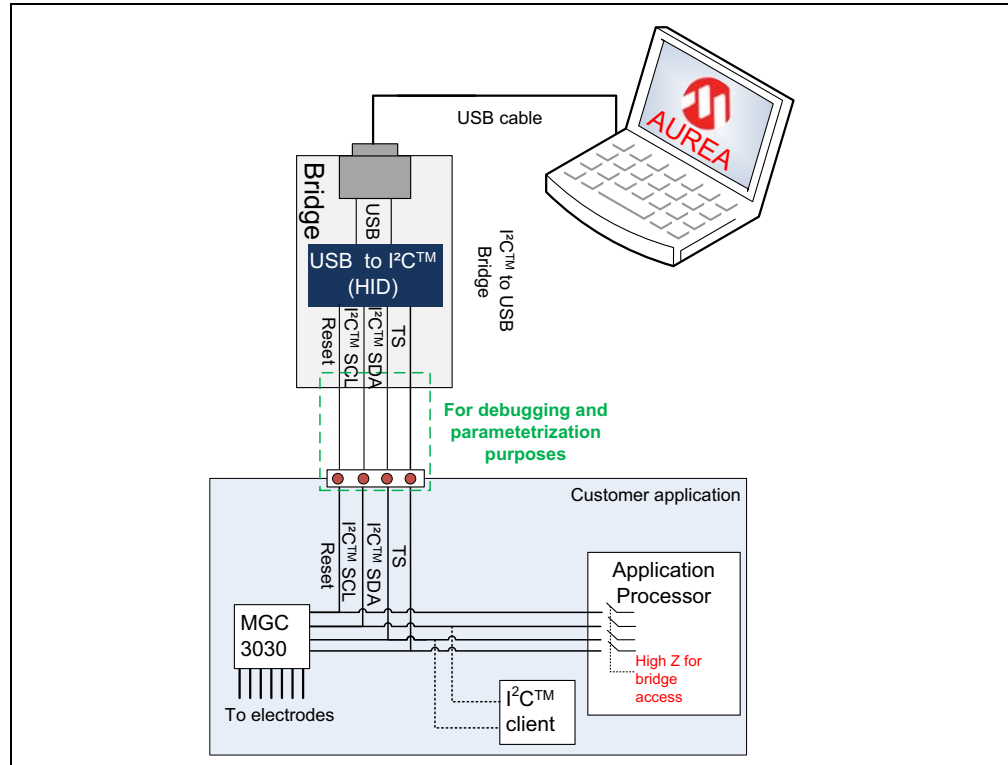 AUREA
USB cable
Bridge
USB
USB to I²C™
(HID)
I²C™ to USB
Bridge
Reset
I²C™ SCL
I²C™ SDA
TS
For debugging and
parametetrization
purposes
Customer application
Reset
I²C™ SCL
I²C™ SDA
TS
Application
Processor
MGC
3030
High Z for
bridge
access
To electrodes
I²C™
client